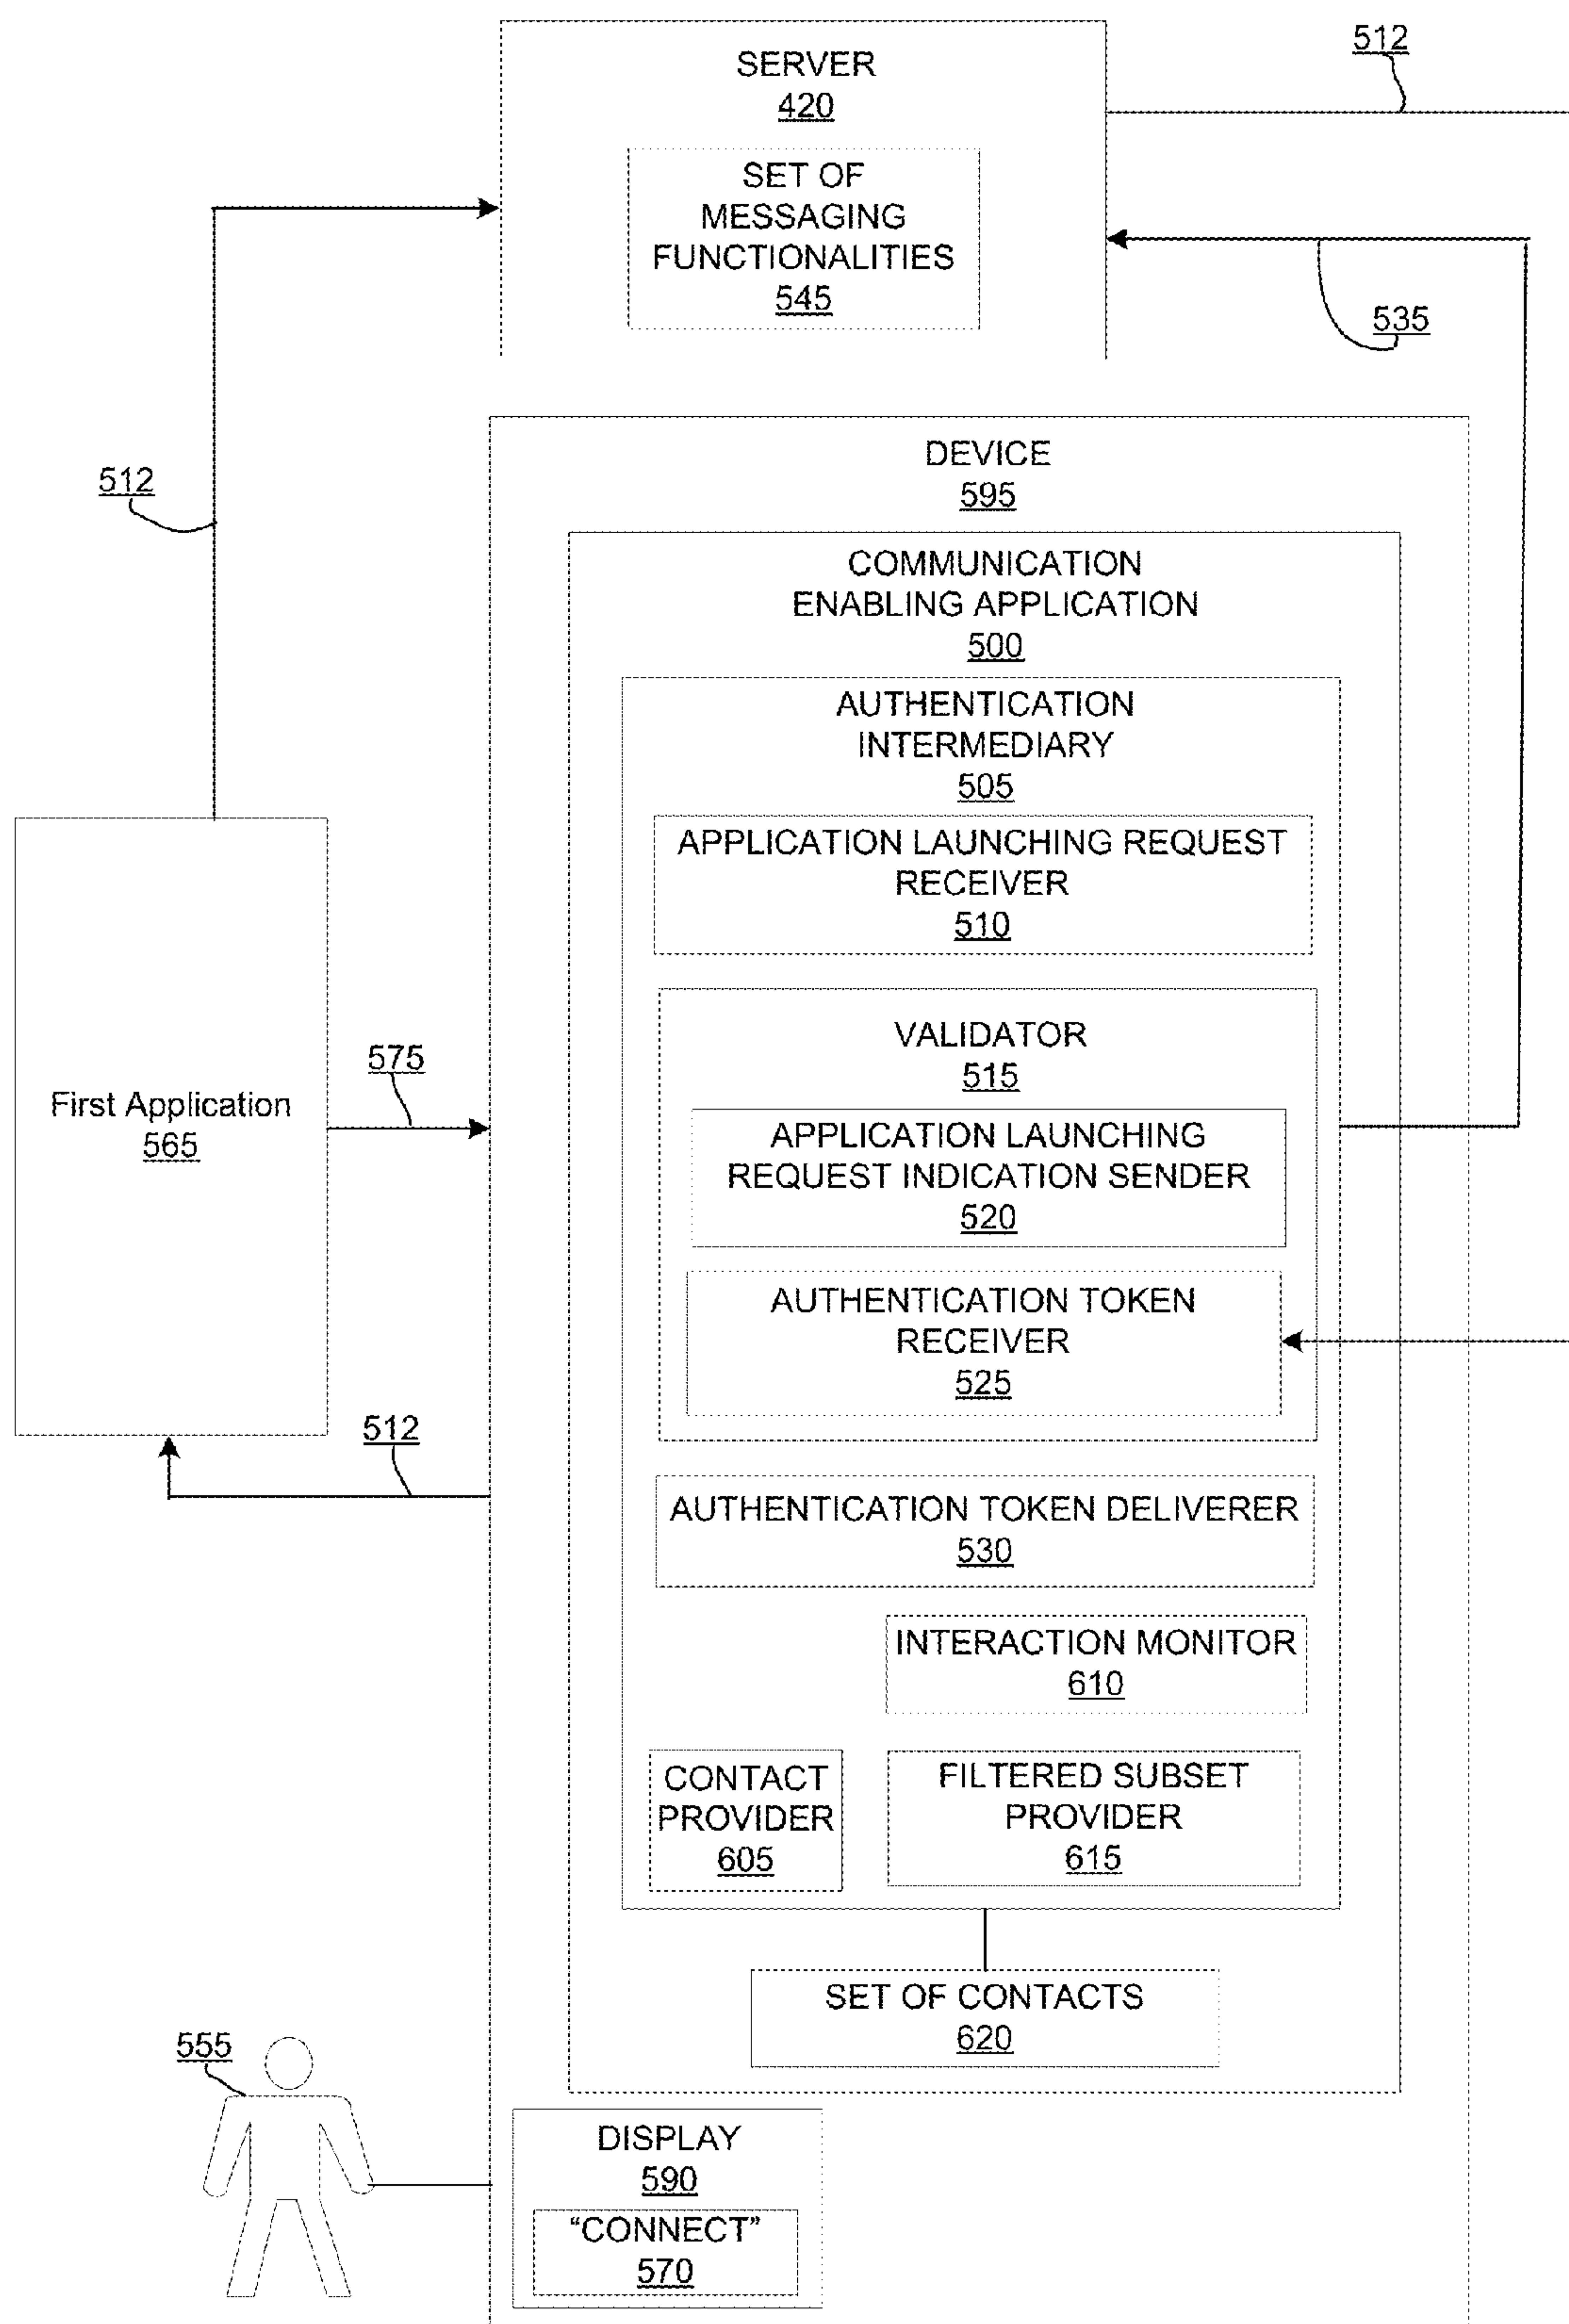 512
SERVER
420
SET OF
MESSAGING
FUNCTIONALITIES
545
535
512
DEVICE
595
COMMUNICATION
ENABLING APPLICATION
500
AUTHENTICATION
INTERMEDIARY
505
APPLICATION LAUNCHING REQUEST
RECEIVER
510
VALIDATOR
515
575
First Application
565
APPLICATION LAUNCHING
REQUEST INDICATION SENDER
520
AUTHENTICATION TOKEN
RECEIVER
525
512
AUTHENTICATION TOKEN DELIVERER
530
INTERACTION MONITOR
610
CONTACT
PROVIDER
605
FILTERED SUBSET
PROVIDER
615
SET OF CONTACTS
620
555
DISPLAY
590
“CONNECT”
570